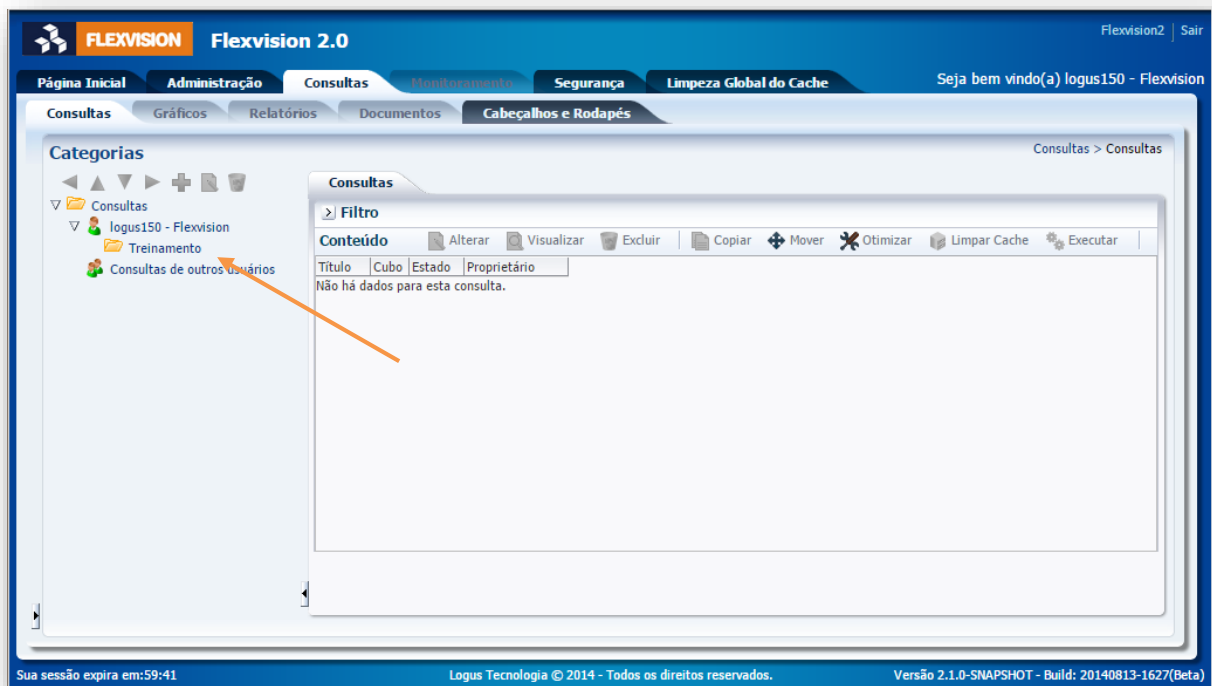 Flexvision2 | Sair
FLEXVISION Flexvision 2.0
Página Inicial Administração Consultas Monitoramento Segurança Limpeza Global do Cache Seja bem vindo(a) logus150 - Flexvision
Consultas Gráficos Relatórios Documentos Cabeçalhos e Rodapés
Categorias
Consultas > Consultas
Consultas
Consultas
logus150 - Flexvision
Treinamento
Consultas de outros usuários
Filtro
Conteúdo Alterar Visualizar Excluir Copiar Mover Otimizar Limpar Cache Executar
Título Cubo Estado Proprietário
Não há dados para esta consulta.
Sua sessão expira em:59:41 Logus Tecnologia © 2014 - Todos os direitos reservados. Versão 2.1.0-SNAPSHOT - Build: 20140813-1627(Beta)